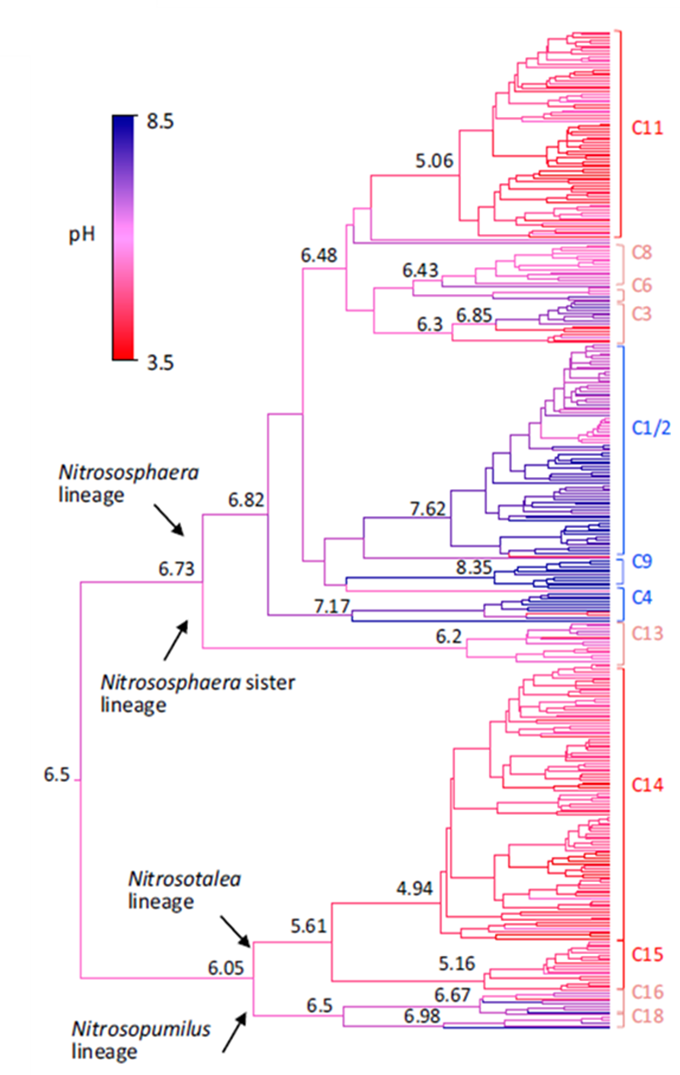 8.5
pH
3.5
C11
5.06
C8
6.48
6.43
C6
6.85
C3
6.3
C1/2
Nitrososphaera
lineage
6.82
7.62
C9
6.73
8.35
C4
7.17
C13
6.2
Nitrososphaera sister
lineage
6.5
C14
Nitrosotalea
lineage
4.94
5.61
C15
5.16
6.05
C16
6.67
6.5
C18
6.98
Nitrosopumilus
lineage